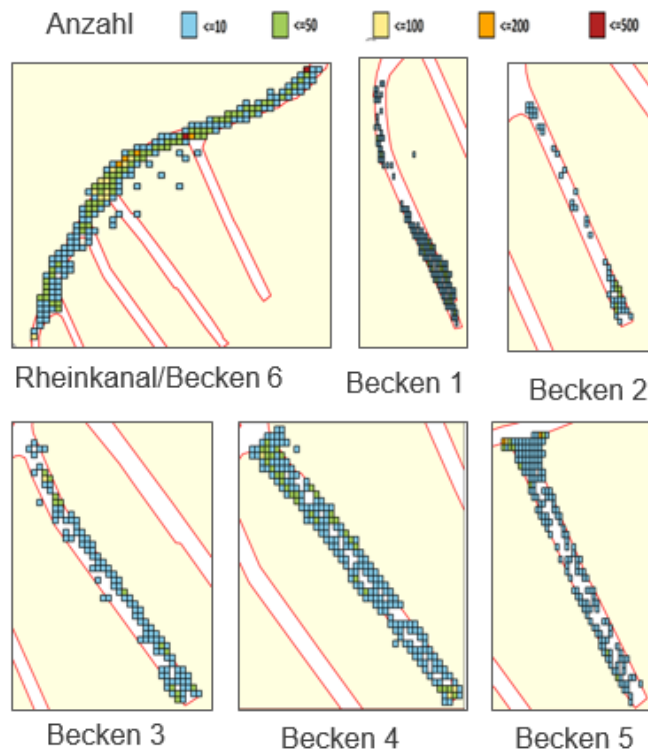 Anzahl <=10 <=50 <=100 <=200 <=500
Rheinkanal/Becken 6 Becken 1 Becken 2
Becken 3 Becken 4 Becken 5